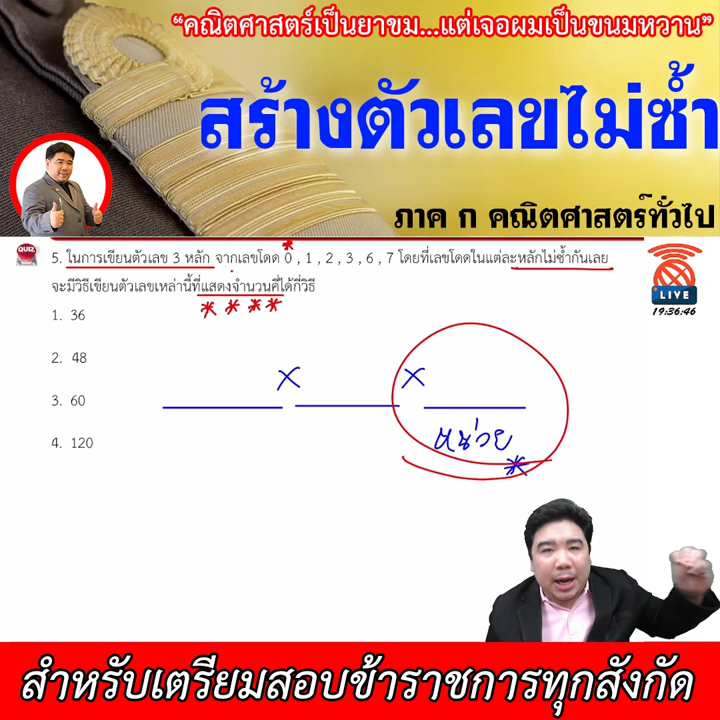 “คณิตศาสตร์เป็นยาขม...แต่เจอผมเป็นขนมหวาน”
สร้างตัวเลขไม่ซ้ำ
ภาค ก คณิตศาสตร์ทั่วไป
QUIZ
5. ในการเขียนตัวเลข 3 หลัก จากเลขโดด 0 , 1 , 2 , 3 , 6 , 7 โดยที่เลขโดดในแต่ละหลักไม่ซ้ำกันเลย
จะมีวิธีเขียนตัวเลขเหล่านี้ที่แสดงจำนวนคี่ได้กี่วิธี
LIVE
19:36:46
1. 36
2. 48
3. 60
4. 120
× ×
หน่วย
สำหรับเตรียมสอบข้าราชการทุกสังกัด